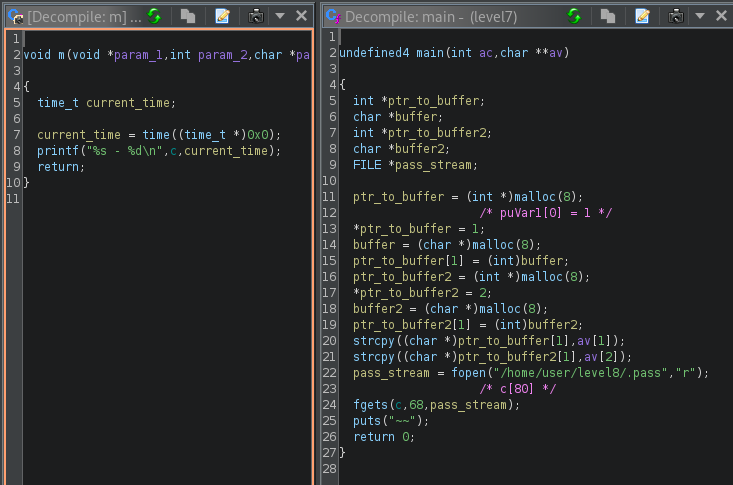 [Decompile: m] ...
1
2 void m(void *param_1,int param_2,char *pa
3
4 {
5 time_t current_time;
6
7 current_time = time((time_t *)0x0);
8 printf("%s - %d\n",c,current_time);
9 return;
10 }
11
Decompile: main - (level7)
1
2 undefined4 main(int ac,char **av)
3
4 {
5 int *ptr_to_buffer;
6 char *buffer;
7 int *ptr_to_buffer2;
8 char *buffer2;
9 FILE *pass_stream;
10
11 ptr_to_buffer = (int *)malloc(8);
12 /* puVar1[0] = 1 */
13 *ptr_to_buffer = 1;
14 buffer = (char *)malloc(8);
15 ptr_to_buffer[1] = (int)buffer;
16 ptr_to_buffer2 = (int *)malloc(8);
17 *ptr_to_buffer2 = 2;
18 buffer2 = (char *)malloc(8);
19 ptr_to_buffer2[1] = (int)buffer2;
20 strcpy((char *)ptr_to_buffer[1],av[1]);
21 strcpy((char *)ptr_to_buffer2[1],av[2]);
22 pass_stream = fopen("/home/user/level8/.pass","r");
23 /* c[80] */
24 fgets(c,68,pass_stream);
25 puts("~~");
26 return 0;
27 }
28